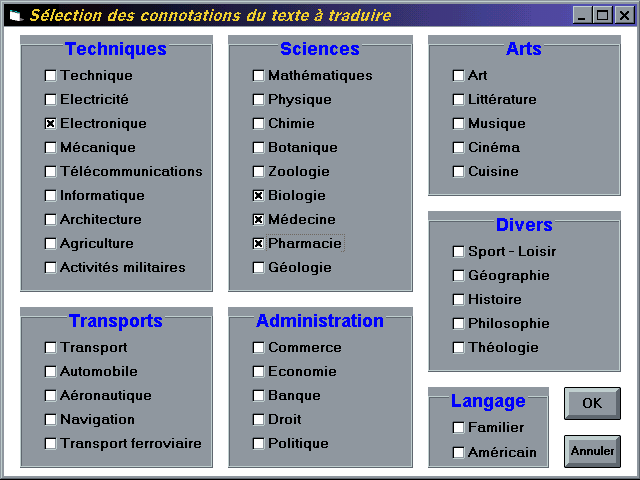 Sélection des connotations du texte à traduire
Techniques
Technique
Electricité
Electronique
Mécanique
Télécommunications
Informatique
Architecture
Agriculture
Activités militaires
Sciences
Mathématiques
Physique
Chimie
Botanique
Zoologie
Biologie
Médecine
Pharmacie
Géologie
Arts
Art
Littérature
Musique
Cinéma
Cuisine
Divers
Sport - Loisir
Géographie
Histoire
Philosophie
Théologie
Transports
Transport
Automobile
Aéronautique
Navigation
Transport ferroviaire
Administration
Commerce
Economie
Banque
Droit
Politique
Langage
Familier
Américain
OK
Annuler